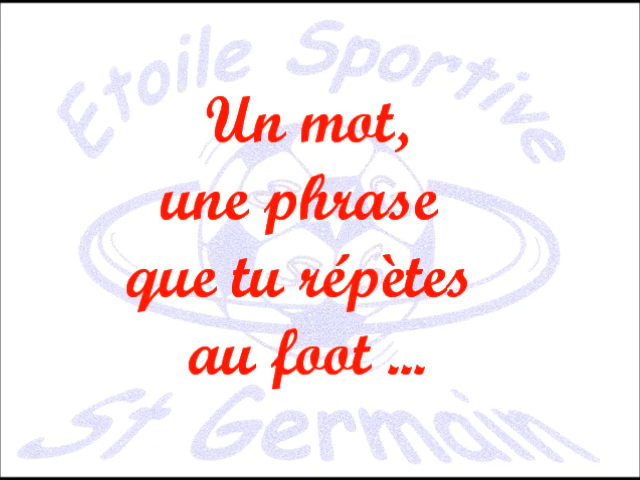 Etoile Sportive
Un mot,
une phrase
que tu répètes
au foot ...
St Germain